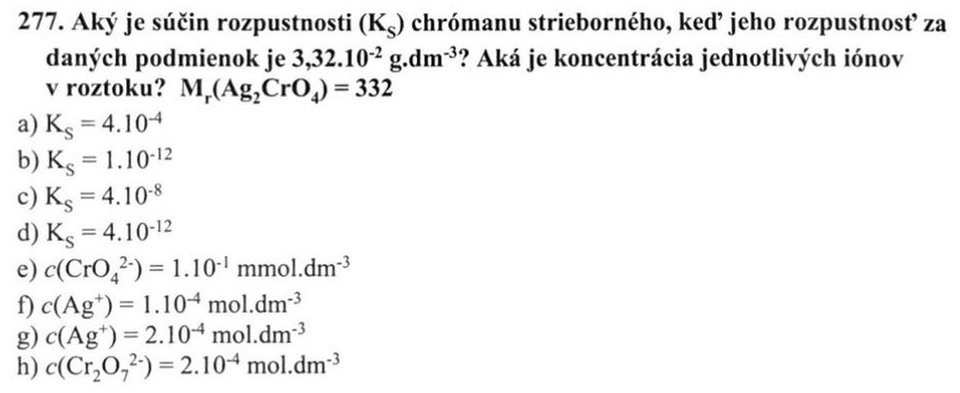 277. Aký je súčin rozpustnosti (Kₛ) chrómanu strieborného, keď jeho rozpustnosť za
daných podmienok je 3,32.10⁻² g.dm⁻³? Aká je koncentrácia jednotlivých iónov
v roztoku? Mᵣ(Ag₂CrO₄) = 332
a) Kₛ = 4.10⁻⁴
b) Kₛ = 1.10⁻¹²
c) Kₛ = 4.10⁻⁸
d) Kₛ = 4.10⁻¹²
e) c(CrO₄²⁻) = 1.10⁻¹ mmol.dm⁻³
f) c(Ag⁺) = 1.10⁻⁴ mol.dm⁻³
g) c(Ag⁺) = 2.10⁻⁴ mol.dm⁻³
h) c(Cr₂O₇²⁻) = 2.10⁻⁴ mol.dm⁻³